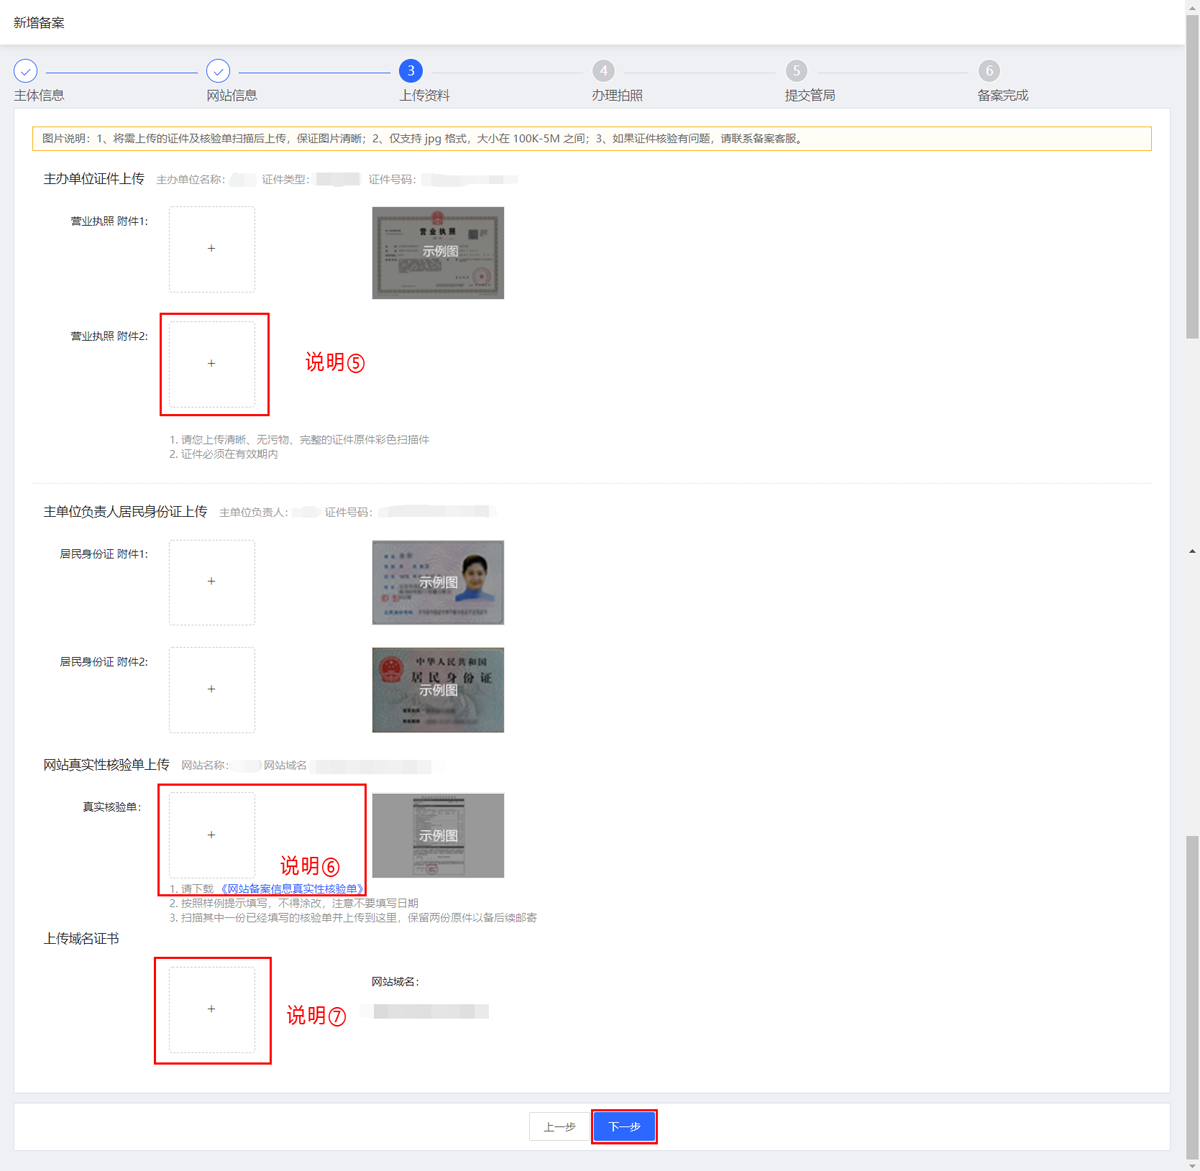 新增备案
3 4 5 6
主体信息 网站信息 上传资料 办理拍照 提交管局 备案完成
图片说明：1、将需上传的证件及核验单扫描后上传，保证图片清晰；2、仅支持 jpg 格式，大小在 100K-5M 之间；3、如果证件核验有问题，请联系备案客服。
主办单位证件上传 主办单位名称： 证件类型： 证件号码：
营业执照 附件1:
+
营业执照
示例图
营业执照 附件2:
+
说明⑤
1. 请您上传清晰、无污物、完整的证件原件彩色扫描件
2. 证件必须在有效期内
主单位负责人居民身份证上传 主单位负责人： 证件号码：
居民身份证 附件1:
+
示例图
居民身份证 附件2:
+
中华人民共和国
居民身份证
示例图
网站真实性核验单上传 网站名称： 网站域名
真实核验单:
+
示例图
说明⑥
1. 请下载 《网站备案信息真实性核验单》
2. 按照样例提示填写，不得涂改，注意不要填写日期
3. 扫描其中一份已经填写的核验单并上传到这里，保留两份原件以备后续邮寄
上传域名证书
网站域名：
+
说明⑦
上一步 下一步